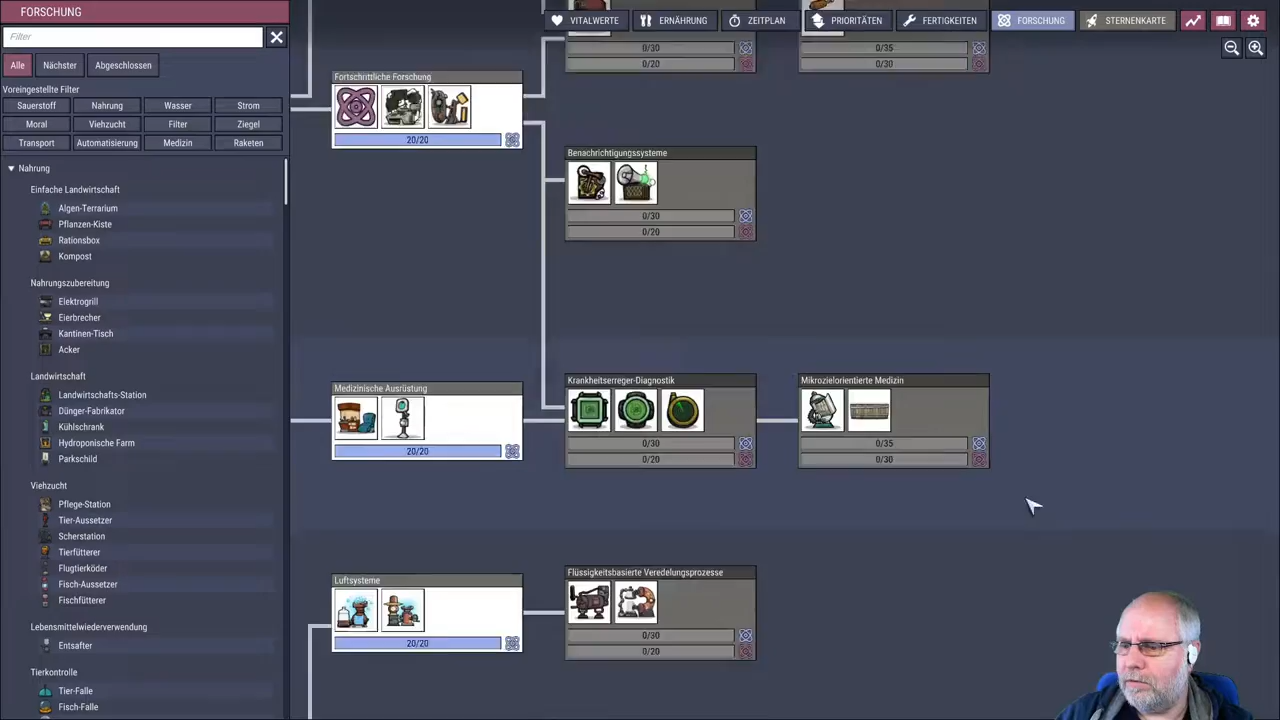 FORSCHUNG
VITALWERTE
ERNÄHRUNG
ZEITPLAN
PRIORITÄTEN
FERTIGKEITEN
FORSCHUNG
STERNENKARTE
Filter
Alle
Nächster
Abgeschlossen
Voreingestellte Filter
Sauerstoff
Nahrung
Wasser
Strom
Moral
Viehzucht
Filter
Ziegel
Transport
Automatisierung
Medizin
Raketen
Nahrung
Einfache Landwirtschaft
Algen-Terrarium
Pflanzen-Kiste
Rationsbox
Kompost
Nahrungszubereitung
Elektrogrill
Eierbrecher
Kantinen-Tisch
Acker
Landwirtschaft
Landwirtschafts-Station
Dünger-Fabrikator
Kühlschrank
Hydroponische Farm
Parkschild
Viehzucht
Pflege-Station
Tier-Aussetzer
Scherstation
Tierfütterer
Flugtierköder
Fisch-Aussetzer
Fischfütterer
Lebensmittelwiederverwendung
Entsafter
Tierkontrolle
Tier-Falle
Fisch-Falle
0/30
0/20
0/35
0/30
Fortschrittliche Forschung
20/20
Benachrichtigungssysteme
0/30
0/20
Medizinische Ausrüstung
20/20
Krankheitserreger-Diagnostik
0/30
0/20
Mikrozielorientierte Medizin
0/35
0/30
Luftsysteme
20/20
Flüssigkeitsbasierte Veredelungsprozesse
0/30
0/20